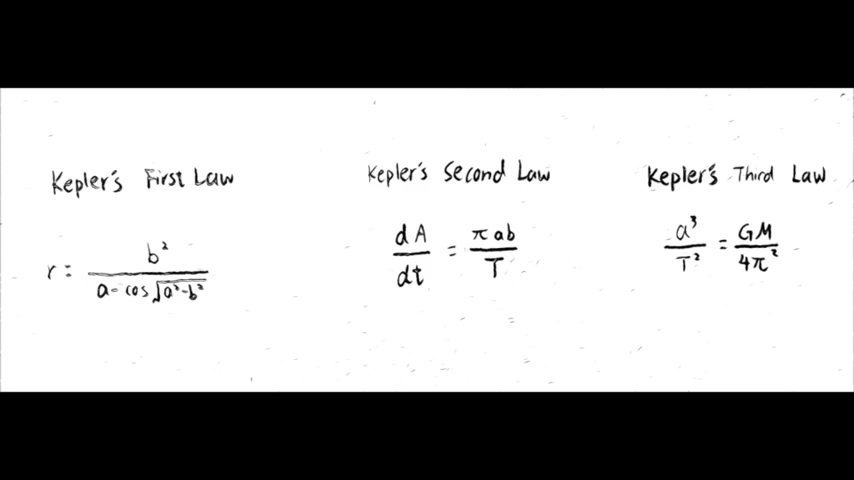 Kepler's First Law
r = b² / (a - cos√(a²-b²))
Kepler's Second Law
dA/dt = πab/T
Kepler's Third Law
a³/T² = GM/4π²